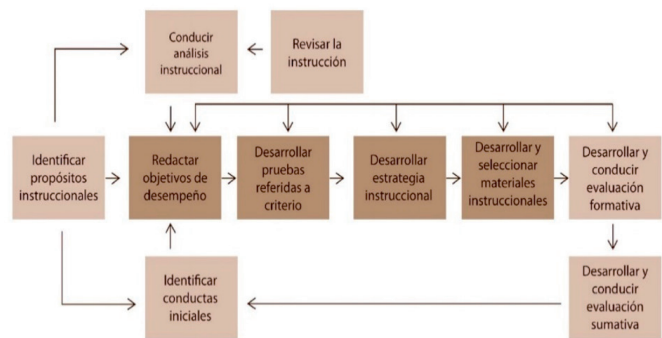 Conducir
análisis
instruccional
Revisar la
instrucción
Identificar
propósitos
instruccionales
Redactar
objetivos de
desempeño
Desarrollar
pruebas
referidas a
criterio
Desarrollar
estrategia
instruccional
Desarrollar y
seleccionar
materiales
instruccionales
Desarrollar y
conducir
evaluación
formativa
Identificar
conductas
iniciales
Desarrollar y
conducir
evaluación
sumativa